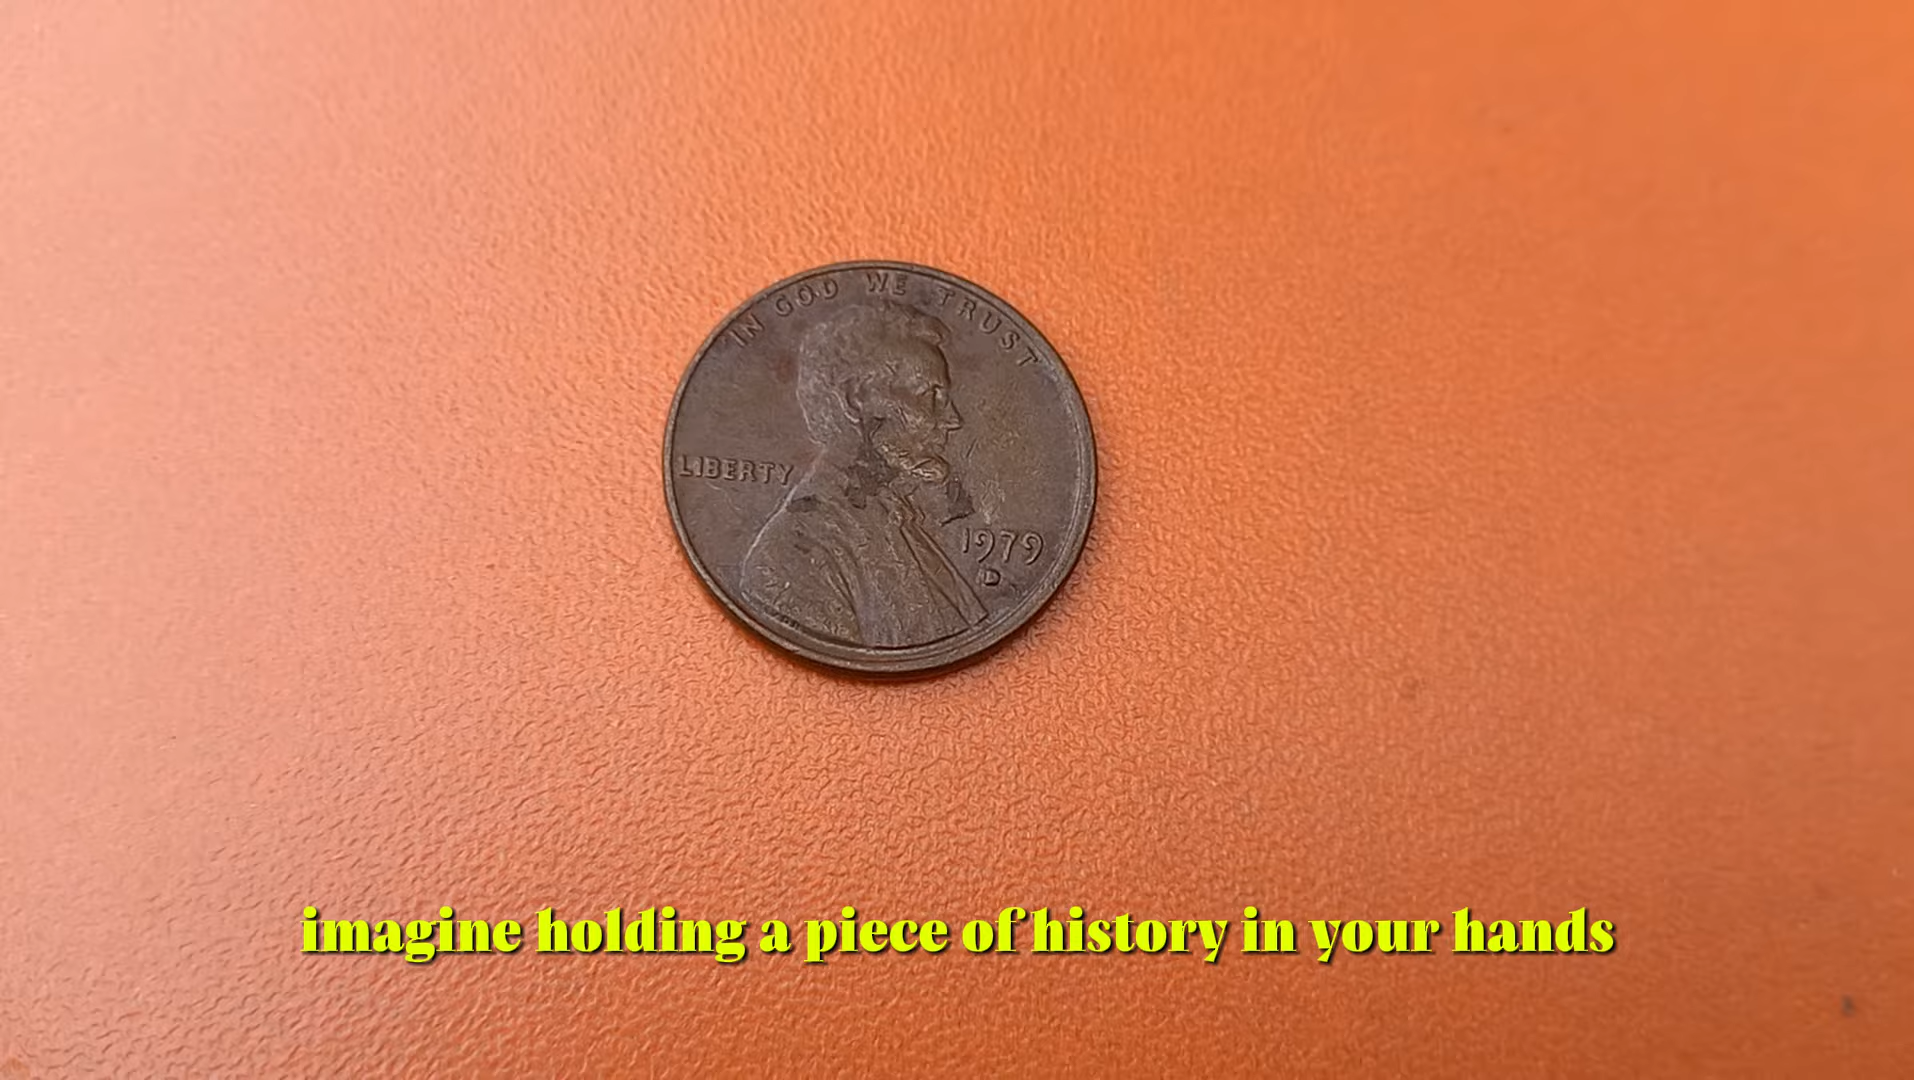 IN GOD WE TRUST
LIBERTY
1979
D
imagine holding a piece of history in your hands